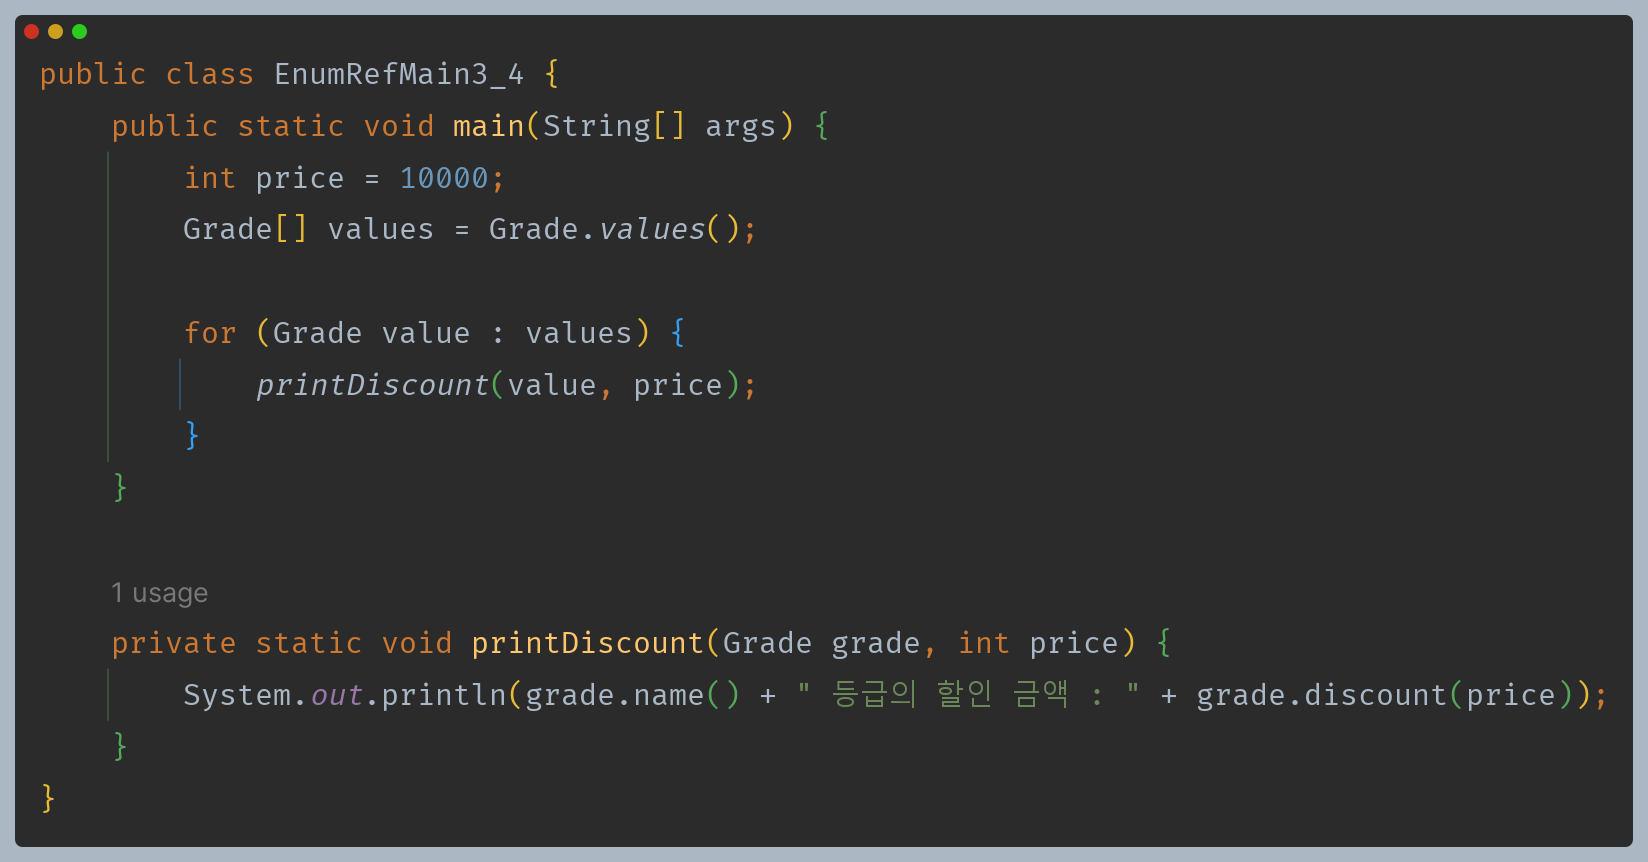 public class EnumRefMain3_4 {
public static void main(String[] args) {
int price = 10000;
Grade[] values = Grade.values();
for (Grade value : values) {
printDiscount(value, price);
}
}
1 usage
private static void printDiscount(Grade grade, int price) {
System.out.println(grade.name() + " 등급의 할인 금액 : " + grade.discount(price));
}
}